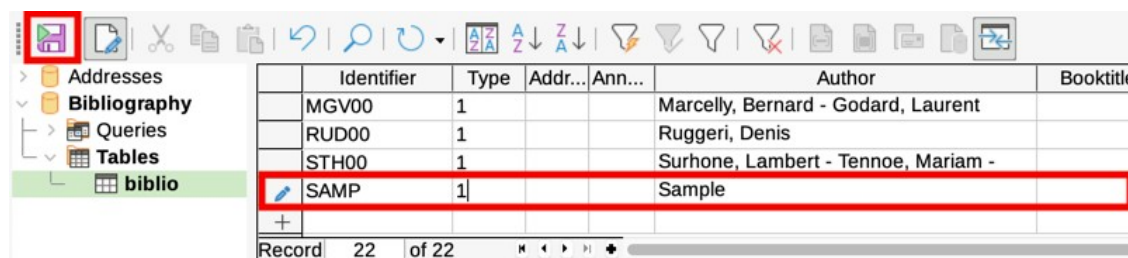 Addresses
Bibliography
Queries
Tables
biblio
Identifier Type Addr... Ann... Author Booktitle
MGV00 1 Marcelly, Bernard - Godard, Laurent
RUD00 1 Ruggeri, Denis
STH00 1 Surhone, Lambert - Tennoe, Mariam -
SAMP 1 Sample
Record 22 of 22